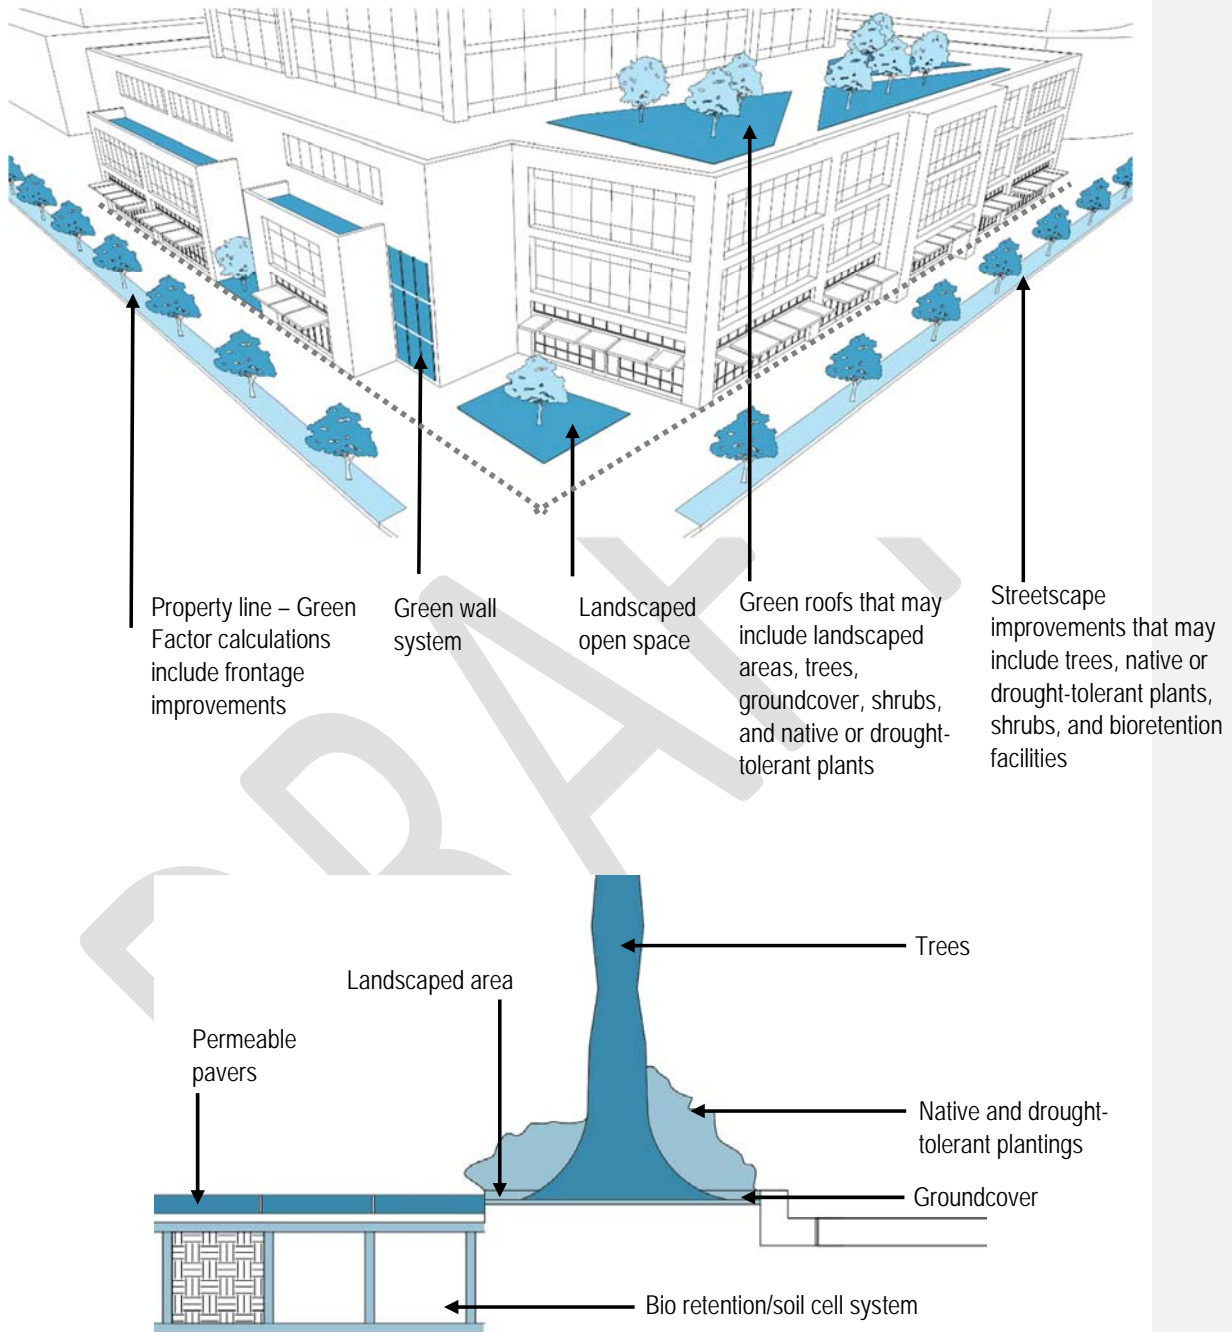 Property line – Green
Factor calculations
include frontage
improvements
Green wall
system
Landscaped
open space
Green roofs that may
include landscaped
areas, trees,
groundcover, shrubs,
and native or drought-
tolerant plants
Streetscape
improvements that may
include trees, native or
drought-tolerant plants,
shrubs, and bioretention
facilities
DRAFT
Trees
Landscaped area
Permeable
pavers
Native and drought-
tolerant plantings
Groundcover
Bio retention/soil cell system